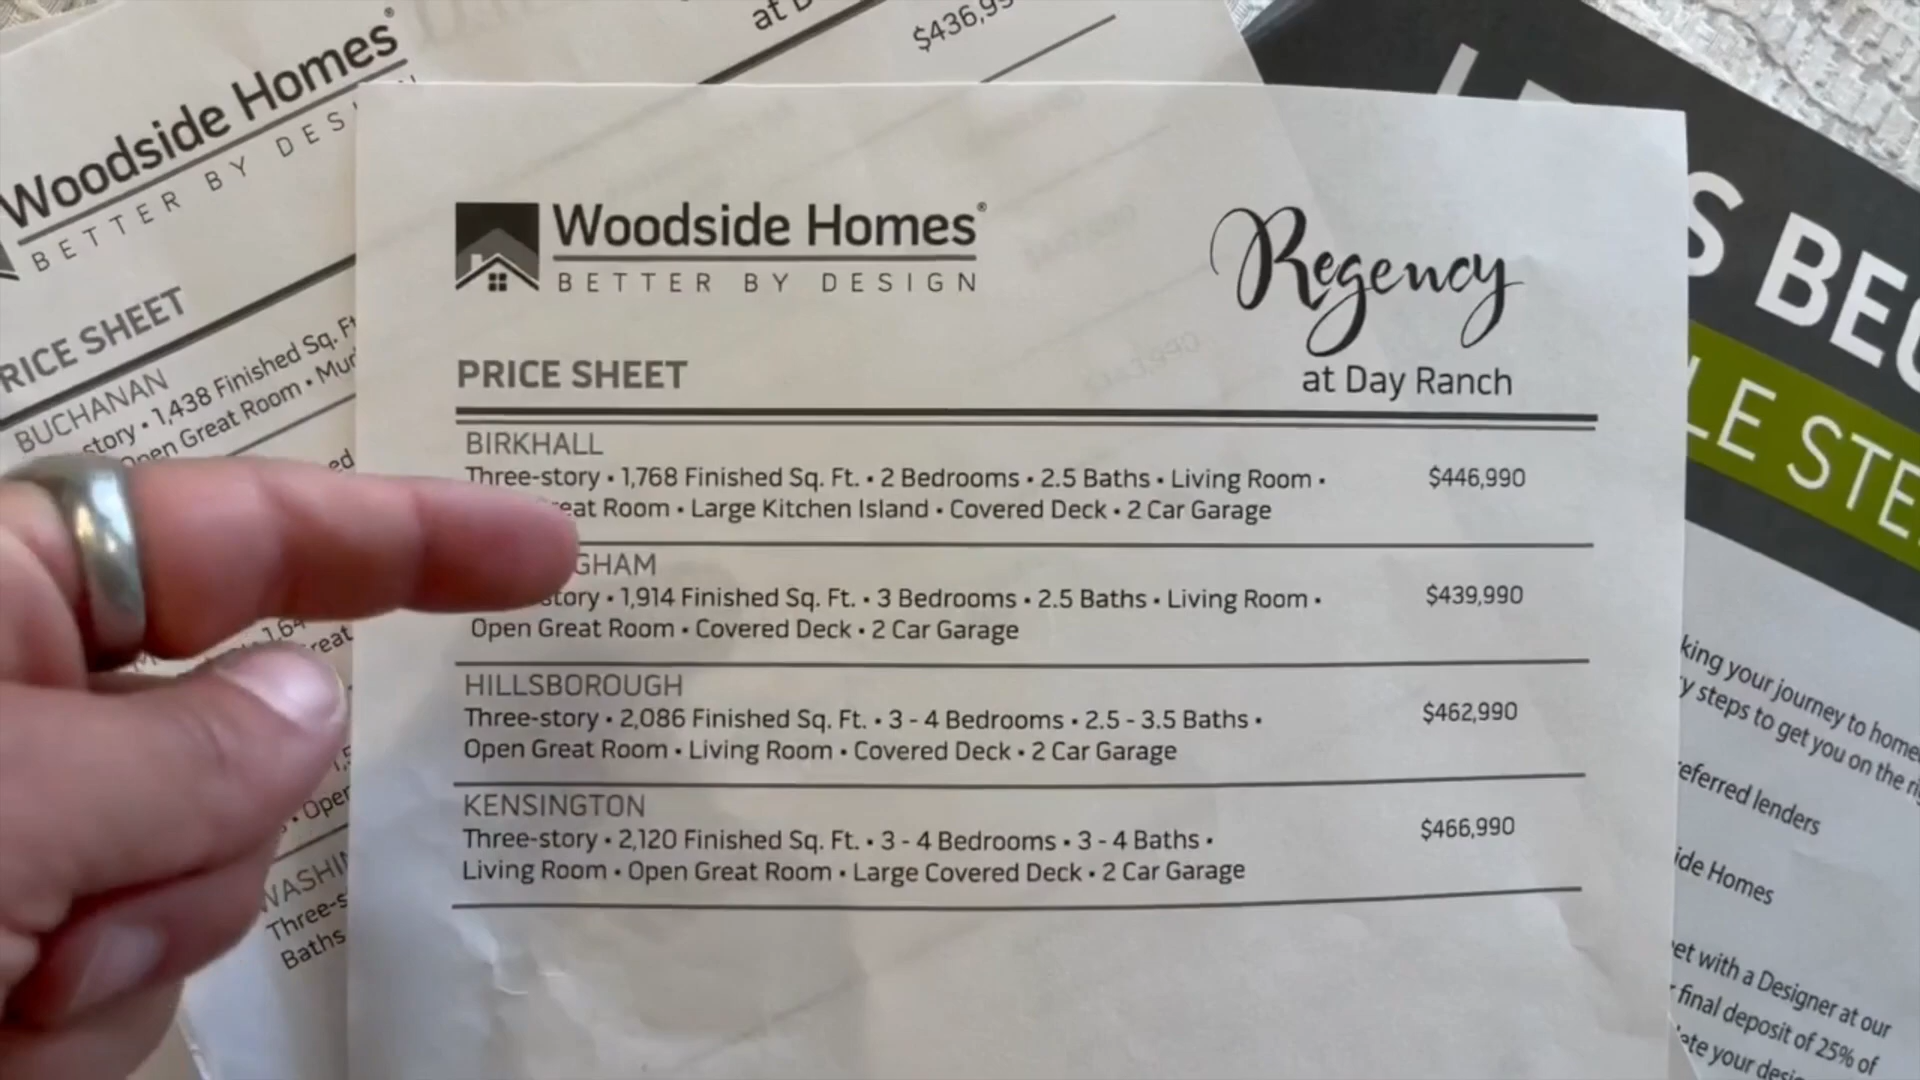 Woodside Homes®
BETTER BY
PRICE SHEET
BUCHANAN
story • 1,438 Finished Sq.
Open Great Room •
Woodside Homes®
BETTER BY DESIGN
Regency
at Day Ranch
PRICE SHEET
BIRKHALL
Three-story • 1,768 Finished Sq. Ft. • 2 Bedrooms • 2.5 Baths • Living Room •
$446,990
Room • Large Kitchen Island • Covered Deck • 2 Car Garage
GHAM
story • 1,914 Finished Sq. Ft. • 3 Bedrooms • 2.5 Baths • Living Room •
$439,990
Open Great Room • Covered Deck • 2 Car Garage
HILLSBOROUGH
Three-story • 2,086 Finished Sq. Ft. • 3 - 4 Bedrooms • 2.5 - 3.5 Baths •
$462,990
Open Great Room • Living Room • Covered Deck • 2 Car Garage
KENSINGTON
Three-story • 2,120 Finished Sq. Ft. • 3 - 4 Bedrooms • 3 - 4 Baths •
$466,990
Living Room • Open Great Room • Large Covered Deck • 2 Car Garage
Three-s
Baths
S BEG
LE STE
king your journey to home
y steps to get you on the
eferred lenders
ide Homes
et with a Designer at our
final deposit of 25% of
ete your